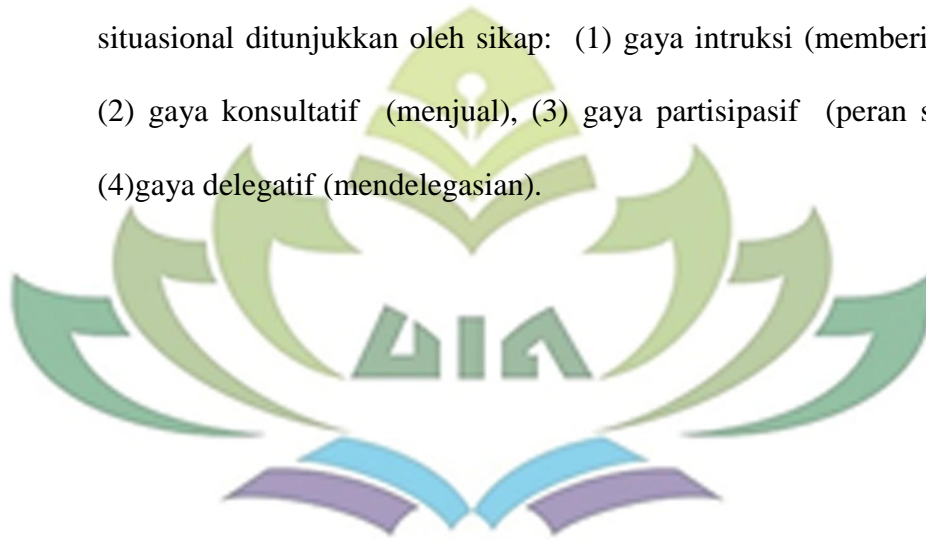 situasional ditunjukkan oleh sikap: (1) gaya intruksi (memberi
(2) gaya konsultatif (menjual), (3) gaya partisipasif (peran s
(4)gaya delegatif (mendelegasian).
UIN